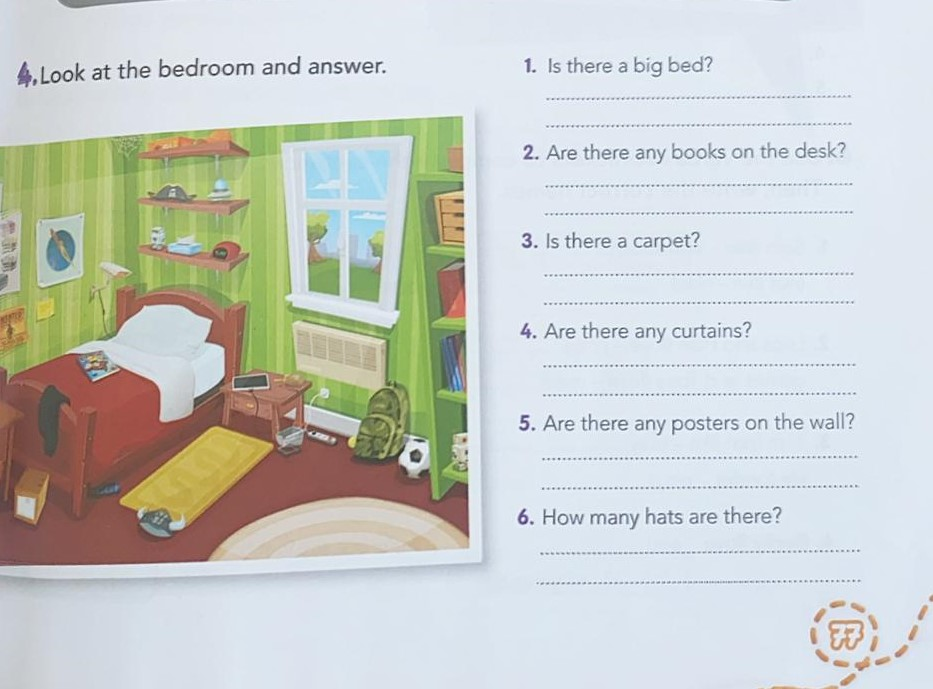 4. Look at the bedroom and answer.
1. Is there a big bed?
2. Are there any books on the desk?
3. Is there a carpet?
4. Are there any curtains?
5. Are there any posters on the wall?
6. How many hats are there?
77